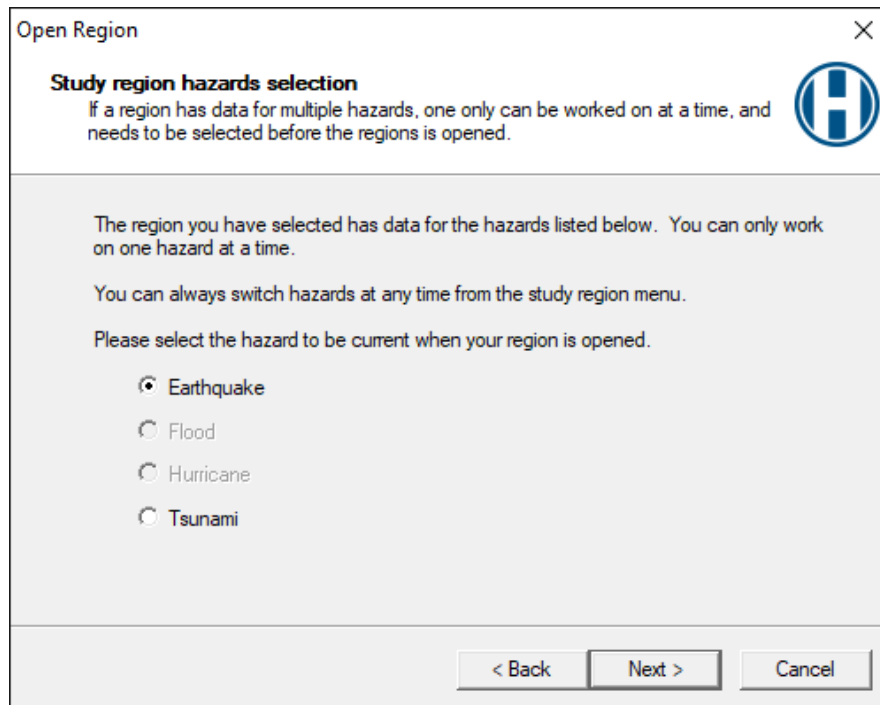 Open Region
Study region hazards selection
If a region has data for multiple hazards, one only can be worked on at a time, and
needs to be selected before the regions is opened.
The region you have selected has data for the hazards listed below.  You can only work
on one hazard at a time.
You can always switch hazards at any time from the study region menu.
Please select the hazard to be current when your region is opened.
Earthquake
Flood
Hurricane
Tsunami
< Back
Next >
Cancel